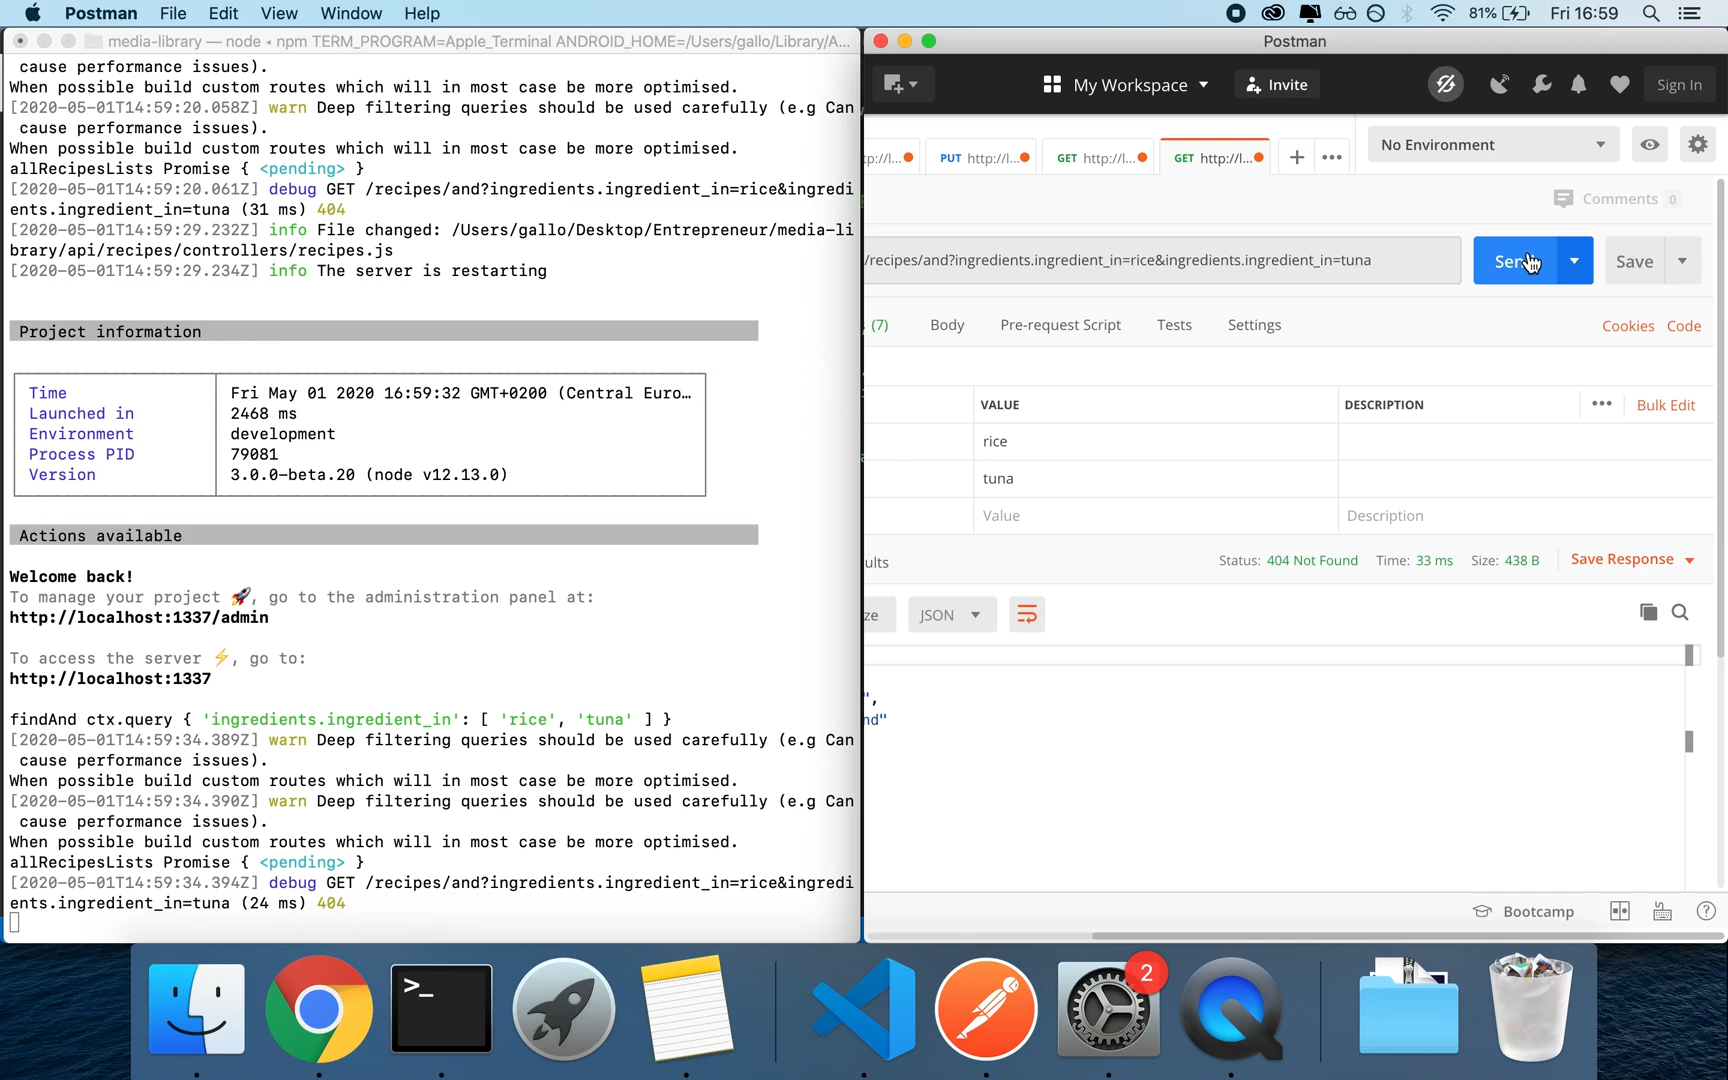 Postman File Edit View Window Help 81% Fri 16:59
media-library — node ◂ npm TERM_PROGRAM=Apple_Terminal ANDROID_HOME=/Users/gallo/Library/A...
cause performance issues).
When possible build custom routes which will in most case be more optimised.
[2020-05-01T14:59:20.058Z] warn Deep filtering queries should be used carefully (e.g Can
cause performance issues).
When possible build custom routes which will in most case be more optimised.
allRecipesLists Promise { <pending> }
[2020-05-01T14:59:20.061Z] debug GET /recipes/and?ingredients.ingredient_in=rice&ingredi
ents.ingredient_in=tuna (31 ms) 404
[2020-05-01T14:59:29.232Z] info File changed: /Users/gallo/Desktop/Entrepreneur/media-li
brary/api/recipes/controllers/recipes.js
[2020-05-01T14:59:29.234Z] info The server is restarting
Project information
Time Fri May 01 2020 16:59:32 GMT+0200 (Central Euro…
Launched in 2468 ms
Environment development
Process PID 79081
Version 3.0.0-beta.20 (node v12.13.0)
Actions available
Welcome back!
To manage your project 🚀, go to the administration panel at:
http://localhost:1337/admin
To access the server ⚡, go to:
http://localhost:1337
findAnd ctx.query { 'ingredients.ingredient_in': [ 'rice', 'tuna' ] }
[2020-05-01T14:59:34.389Z] warn Deep filtering queries should be used carefully (e.g Can
cause performance issues).
When possible build custom routes which will in most case be more optimised.
[2020-05-01T14:59:34.390Z] warn Deep filtering queries should be used carefully (e.g Can
cause performance issues).
When possible build custom routes which will in most case be more optimised.
allRecipesLists Promise { <pending> }
[2020-05-01T14:59:34.394Z] debug GET /recipes/and?ingredients.ingredient_in=rice&ingredi
ents.ingredient_in=tuna (24 ms) 404
Postman
My Workspace Invite Sign In
tp://l... PUT http://l... GET http://l... GET http://l... No Environment
Comments 0
/recipes/and?ingredients.ingredient_in=rice&ingredients.ingredient_in=tuna Send Save
(7) Body Pre-request Script Tests Settings Cookies Code
VALUE DESCRIPTION Bulk Edit
rice
tuna
Value Description
ults Status: 404 Not Found Time: 33 ms Size: 438 B Save Response
ze JSON
",
nd"
Bootcamp
2